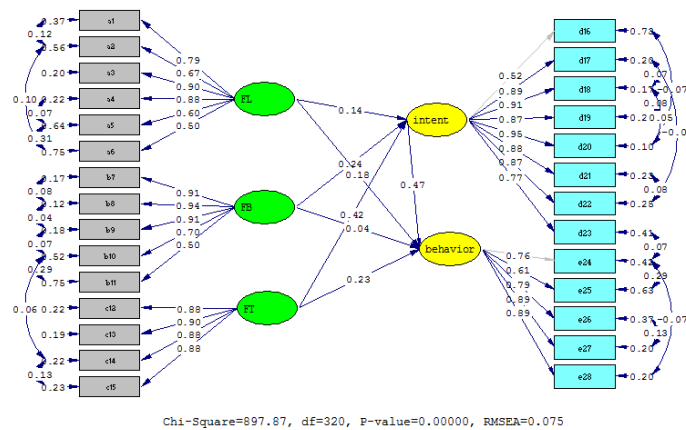 0.37 a1
0.12
0.56 a2
0.20 a3
0.10 0.22 a4
0.07
0.64 a5
0.31
0.75 a6
0.17 b7
0.08
0.12 b8
0.04 0.18 b9
0.07
0.52 b10
0.29
0.75 b11
0.06 0.22 c12
0.19 c13
0.22 c14
0.13
0.23 c15
0.79
0.67
0.90
0.88
0.60
0.50
0.91
0.94
0.91
0.70
0.50
0.88
0.90
0.88
0.88
FL
FB
FT
0.14
0.24
0.18
0.42
0.04
0.23
0.47
intent
behavior
0.52
0.89
0.91
0.87
0.95
0.88
0.87
0.77
0.76
0.61
0.79
0.89
0.89
d16 0.73
d17
0.07
d18 -0.07
d19 0.05
d20 0.10
d21 0.23
0.08
d22
d23 0.41
0.07
e24
0.29
e25 0.63
e26 0.37 -0.07
0.13
e27 0.20
e28 0.20
Chi-Square=897.87, df=320, P-value=0.00000, RMSEA=0.075